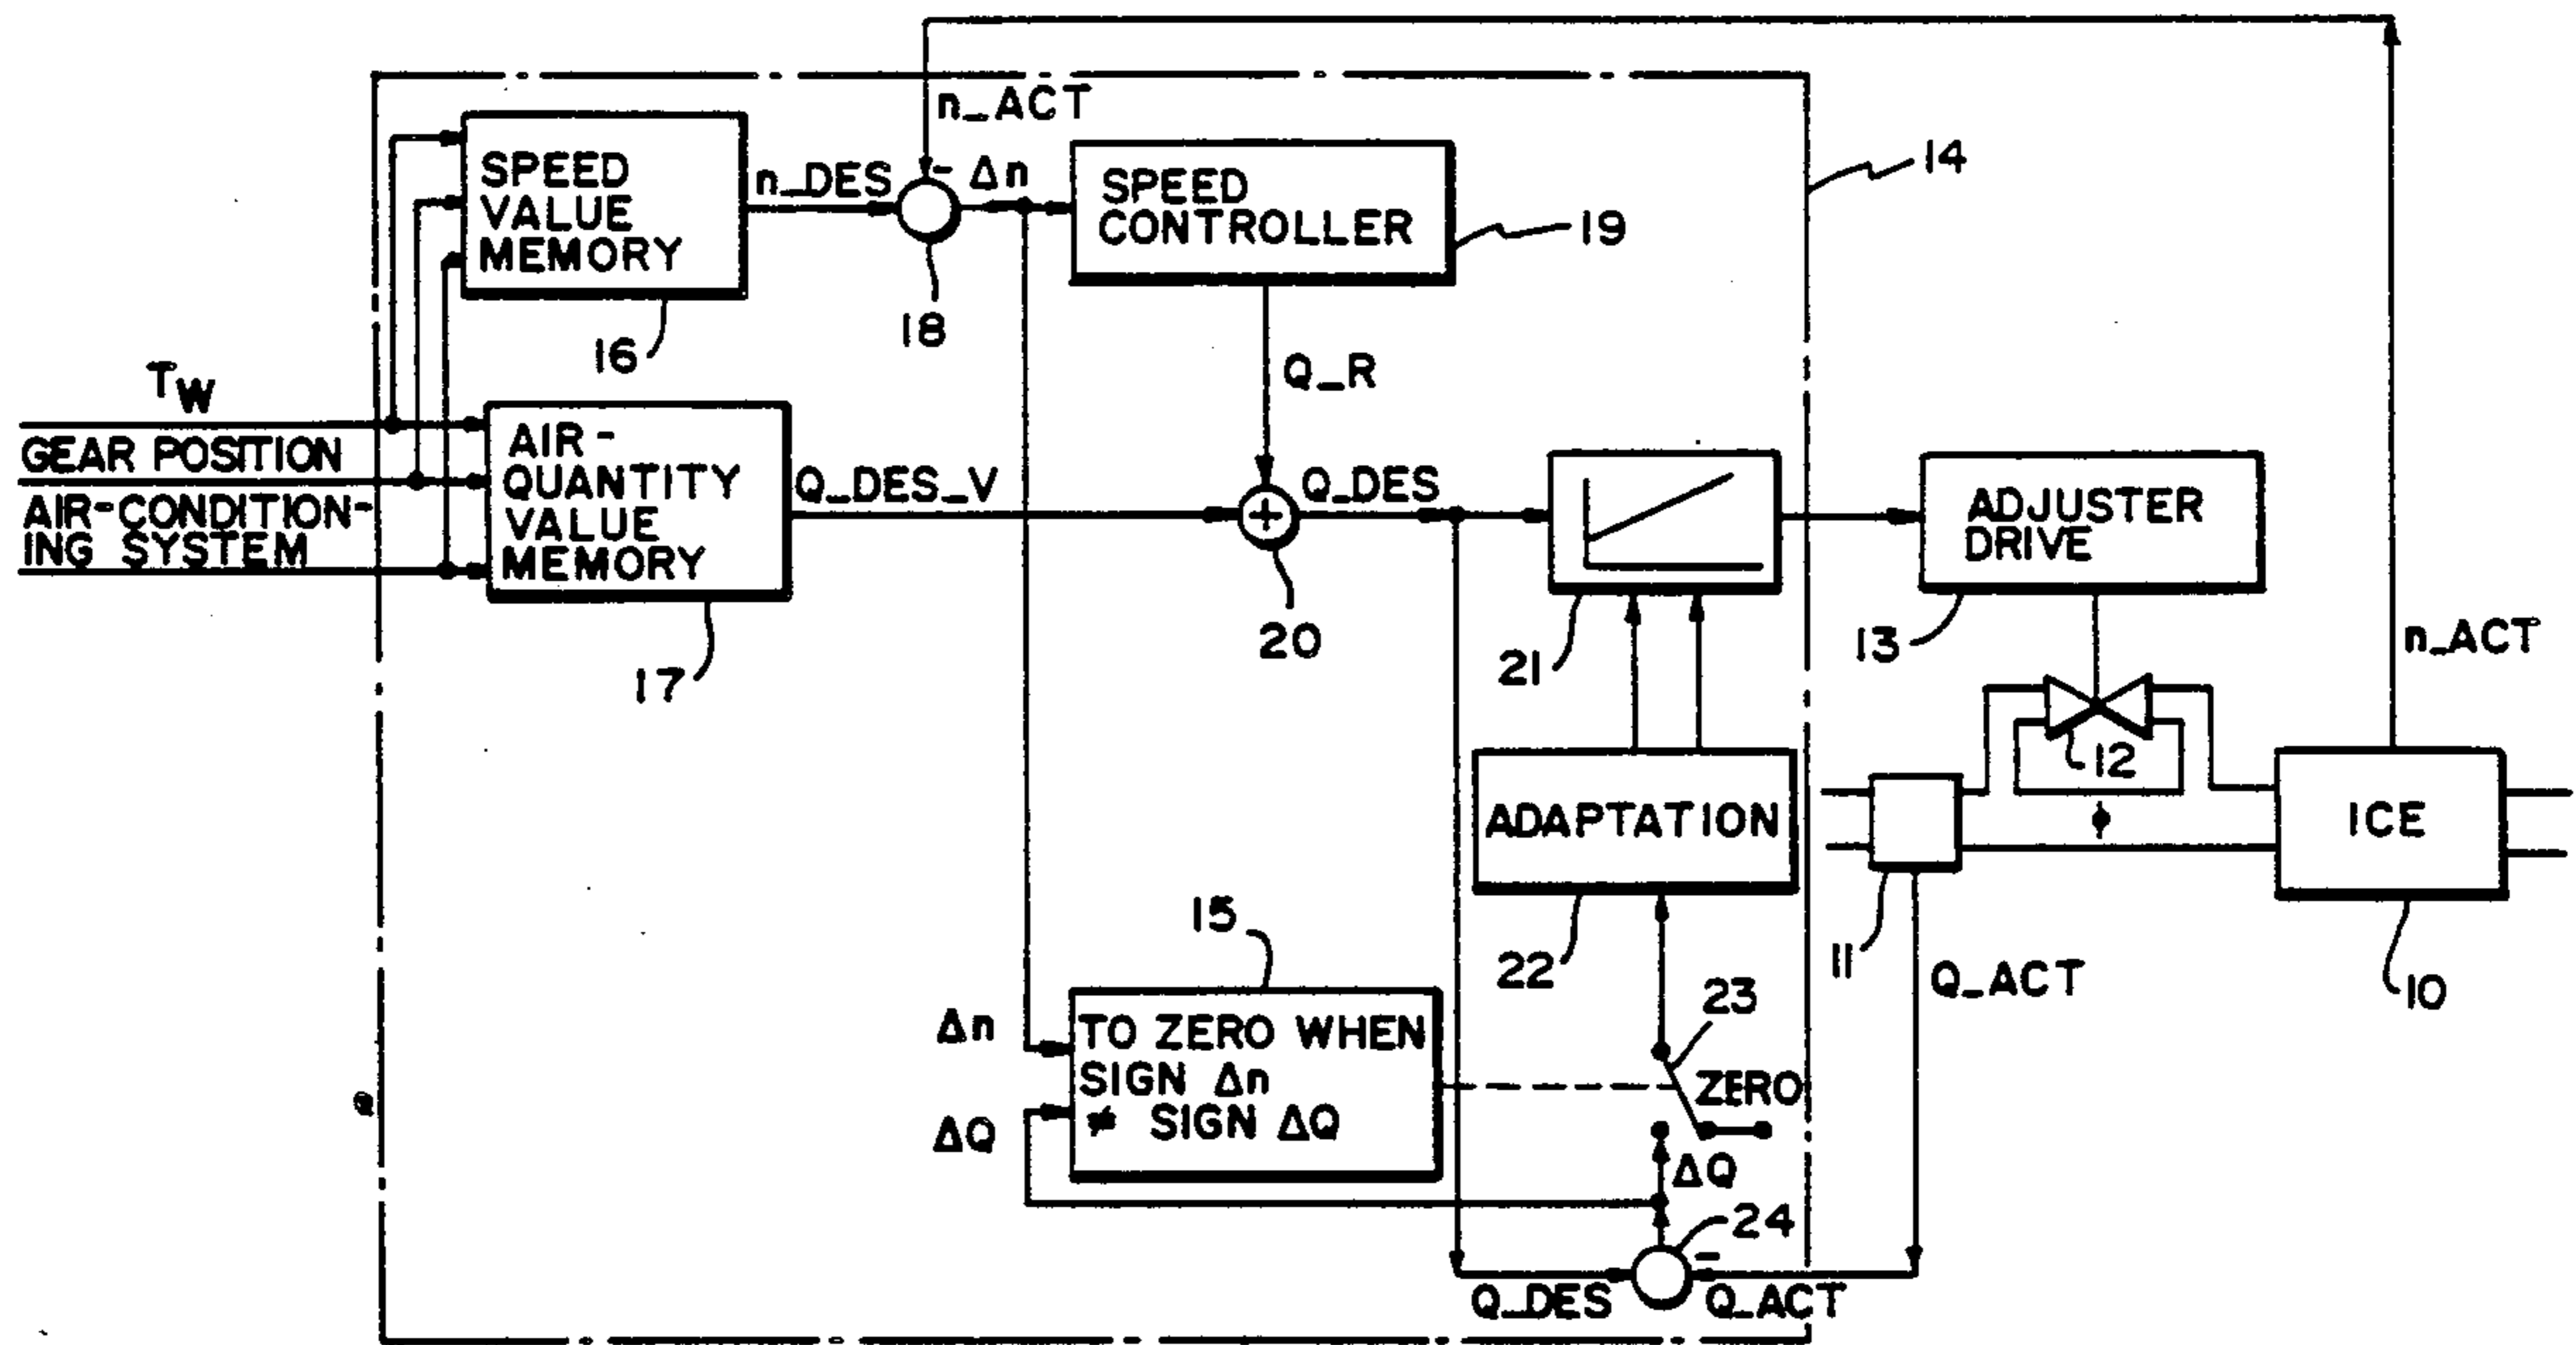 n_ACT
14
SPEED
VALUE
MEMORY
n_DES
- Δn
SPEED
CONTROLLER
19
18
16
Q_R
TW
GEAR POSITION
AIR-CONDITION-
ING SYSTEM
AIR-
QUANTITY
VALUE
MEMORY
Q_DES_V
+
Q_DES
ADJUSTER
DRIVE
20
21
13
n_ACT
17
12
ADAPTATION
ICE
15
22
11
Q_ACT
10
23
Δn
TO ZERO WHEN
SIGN Δn
≠ SIGN ΔQ
ZERO
ΔQ
ΔQ
24
-
Q_DES
Q_ACT